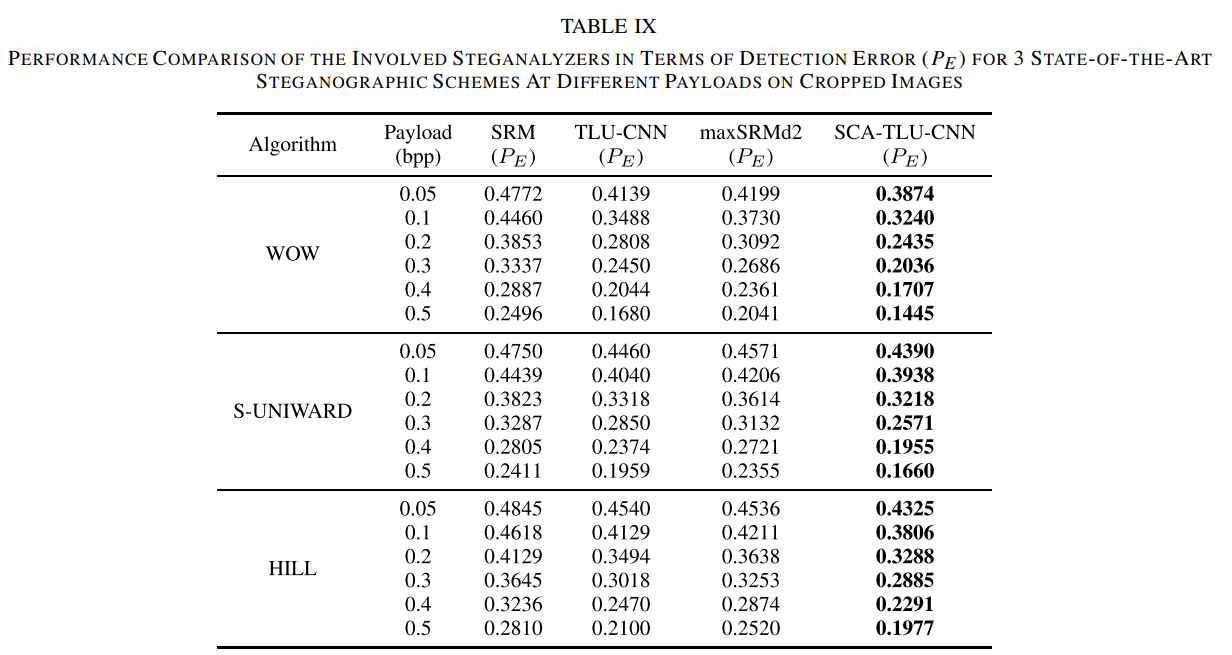 TABLE IX
PERFORMANCE COMPARISON OF THE INVOLVED STEGANALYZERS IN TERMS OF DETECTION ERROR (P_E) FOR 3 STATE-OF-THE-ART
STEGANOGRAPHIC SCHEMES AT DIFFERENT PAYLOADS ON CROPPED IMAGES
Algorithm Payload (bpp) SRM (P_E) TLU-CNN (P_E) maxSRMd2 (P_E) SCA-TLU-CNN (P_E)
WOW
0.05 0.4772 0.4139 0.4199 0.3874
0.1 0.4460 0.3488 0.3730 0.3240
0.2 0.3853 0.2808 0.3092 0.2435
0.3 0.3337 0.2450 0.2686 0.2036
0.4 0.2887 0.2044 0.2361 0.1707
0.5 0.2496 0.1680 0.2041 0.1445
S-UNIWARD
0.05 0.4750 0.4460 0.4571 0.4390
0.1 0.4439 0.4040 0.4206 0.3938
0.2 0.3823 0.3318 0.3614 0.3218
0.3 0.3287 0.2850 0.3132 0.2571
0.4 0.2805 0.2374 0.2721 0.1955
0.5 0.2411 0.1959 0.2355 0.1660
HILL
0.05 0.4845 0.4540 0.4536 0.4325
0.1 0.4618 0.4129 0.4211 0.3806
0.2 0.4129 0.3494 0.3638 0.3288
0.3 0.3645 0.3018 0.3253 0.2885
0.4 0.3236 0.2470 0.2874 0.2291
0.5 0.2810 0.2100 0.2520 0.1977